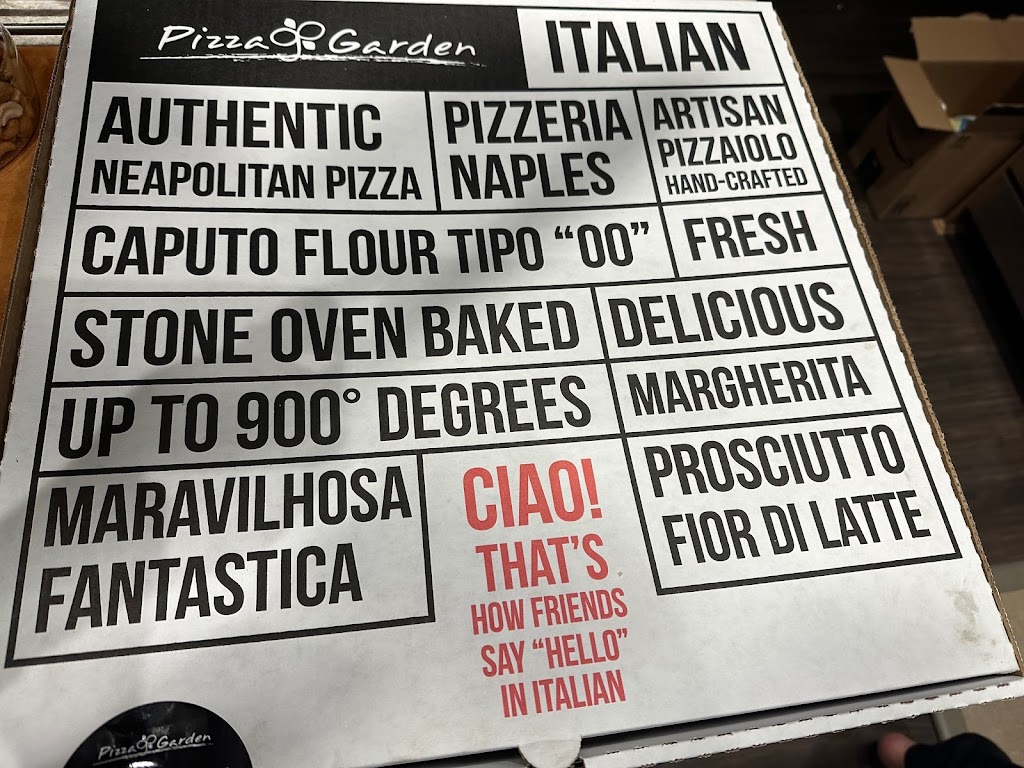 Pizza Garden
ITALIAN
AUTHENTIC
NEAPOLITAN PIZZA
PIZZERIA
NAPLES
ARTISAN
PIZZAIOLO
HAND-CRAFTED
CAPUTO FLOUR TIPO “00”
FRESH
STONE OVEN BAKED
DELICIOUS
UP TO 900° DEGREES
MARGHERITA
MARAVILHOSA
FANTASTICA
CIAO!
THAT’S
HOW FRIENDS
SAY “HELLO”
IN ITALIAN
PROSCIUTTO
FIOR DI LATTE
Pizza Garden